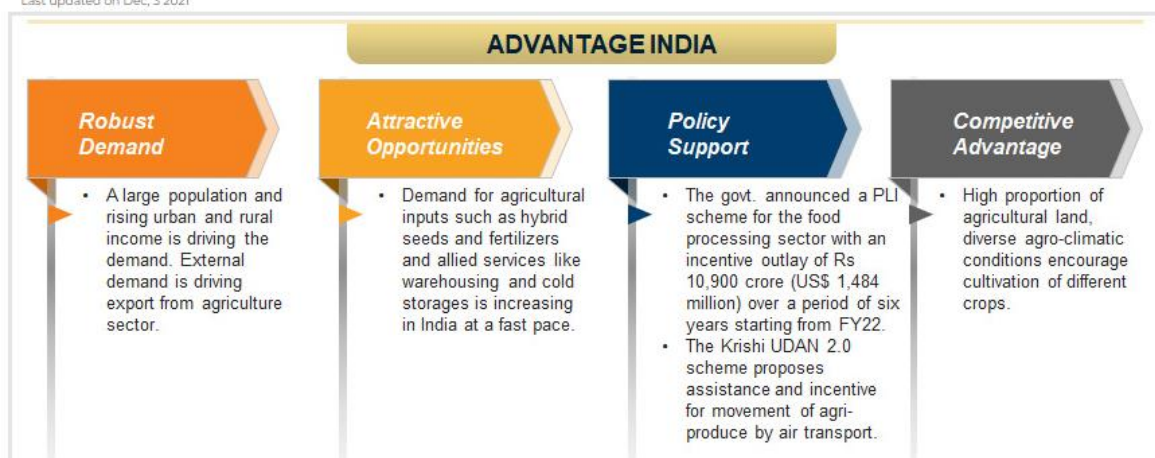 Last updated on Dec, 3 2021
ADVANTAGE INDIA
Robust
Demand
• A large population and
rising urban and rural
income is driving the
demand. External
demand is driving
export from agriculture
sector.
Attractive
Opportunities
• Demand for agricultural
inputs such as hybrid
seeds and fertilizers
and allied services like
warehousing and cold
storages is increasing
in India at a fast pace.
Policy
Support
• The govt. announced a PLI
scheme for the food
processing sector with an
incentive outlay of Rs
10,900 crore (US$ 1,484
million) over a period of six
years starting from FY22.
• The Krishi UDAN 2.0
scheme proposes
assistance and incentive
for movement of agri-
produce by air transport.
Competitive
Advantage
• High proportion of
agricultural land,
diverse agro-climatic
conditions encourage
cultivation of different
crops.